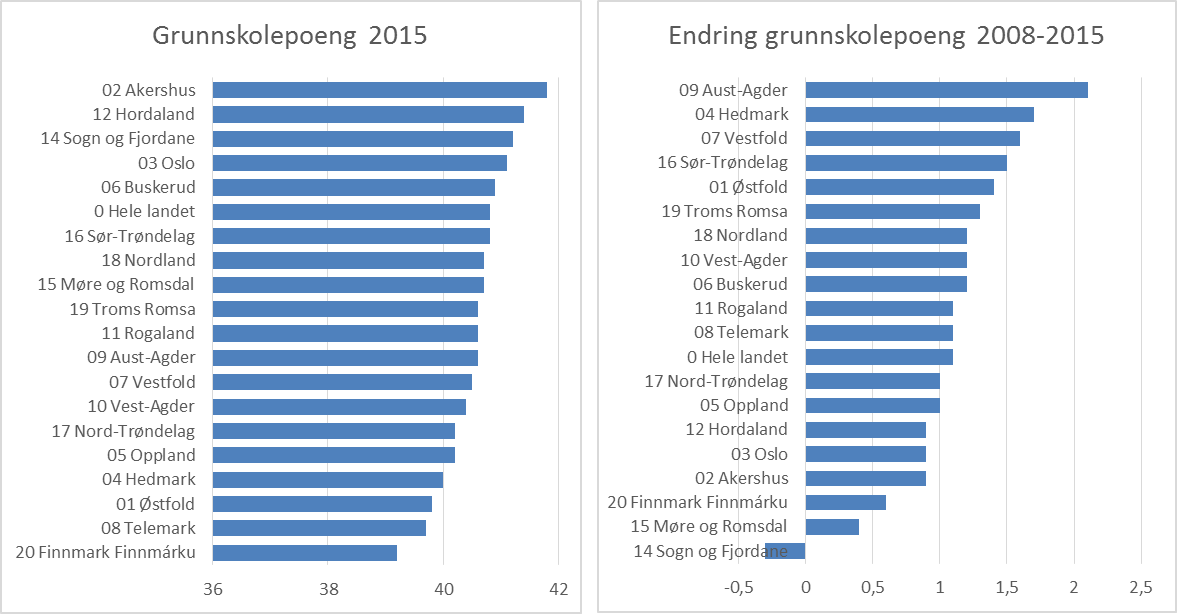 Grunnskolepoeng 2015
02 Akershus
12 Hordaland
14 Sogn og Fjordane
03 Oslo
06 Buskerud
0 Hele landet
16 Sør-Trøndelag
18 Nordland
15 Møre og Romsdal
19 Troms Romsa
11 Rogaland
09 Aust-Agder
07 Vestfold
10 Vest-Agder
17 Nord-Trøndelag
05 Oppland
04 Hedmark
01 Østfold
08 Telemark
20 Finnmark Finnmárku
36 38 40 42
Endring grunnskolepoeng 2008-2015
09 Aust-Agder
04 Hedmark
07 Vestfold
16 Sør-Trøndelag
01 Østfold
19 Troms Romsa
18 Nordland
10 Vest-Agder
06 Buskerud
11 Rogaland
08 Telemark
0 Hele landet
17 Nord-Trøndelag
05 Oppland
12 Hordaland
03 Oslo
02 Akershus
20 Finnmark Finnmárku
15 Møre og Romsdal
14 Sogn og Fjordane
-0,5 0 0,5 1 1,5 2 2,5